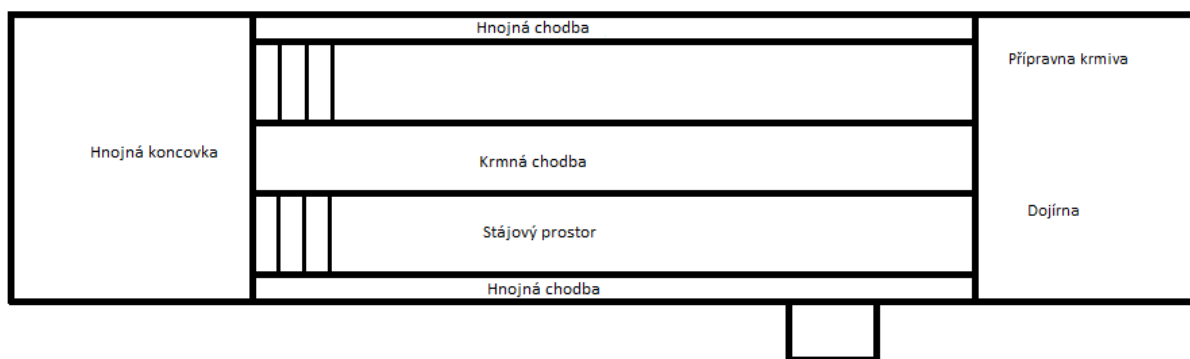 Hnojná chodba
Přípravna krmiva
Hnojná koncovka
Krmná chodba
Dojírna
Stájový prostor
Hnojná chodba